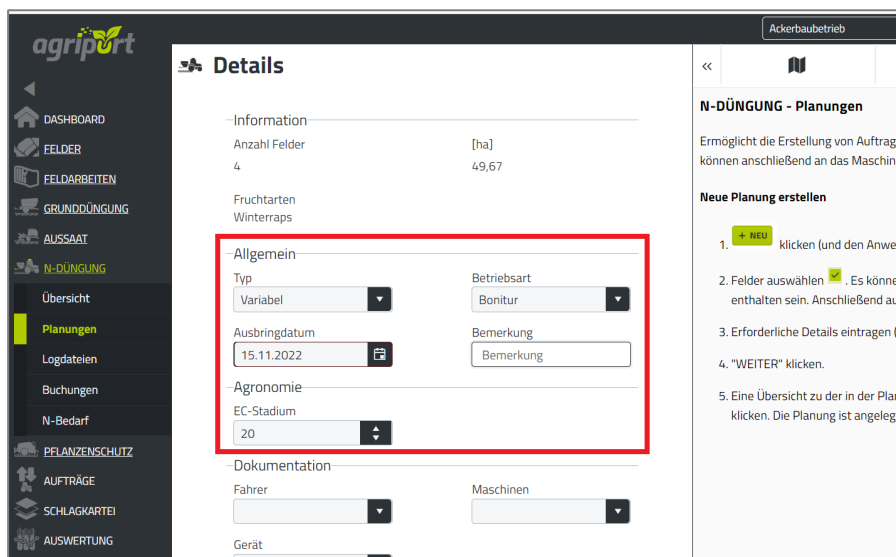 Ackerbaubetrieb
agriport
Details
DASHBOARD
FELDER
FELDARBEITEN
GRUNDDÜNGUNG
AUSSAAT
N-DÜNGUNG
Übersicht
Planungen
Logdateien
Buchungen
N-Bedarf
PFLANZENSCHUTZ
AUFTRÄGE
SCHLAGKARTEI
AUSWERTUNG
Information
Anzahl Felder [ha]
4 49,67
Fruchtarten
Winterraps
Allgemein
Typ Betriebsart
Variabel Bonitur
Ausbringdatum Bemerkung
15.11.2022 Bemerkung
Agronomie
EC-Stadium
20
Dokumentation
Fahrer Maschinen
Gerät
«
N-DÜNGUNG - Planungen
Ermöglicht die Erstellung von Auftrag
können anschließend an das Maschin
Neue Planung erstellen
1. + NEU klicken (und den Anwe
2. Felder auswählen . Es könne
enthalten sein. Anschließend au
3. Erforderliche Details eintragen (
4. "WEITER" klicken.
5. Eine Übersicht zu der in der Plan
klicken. Die Planung ist angeleg